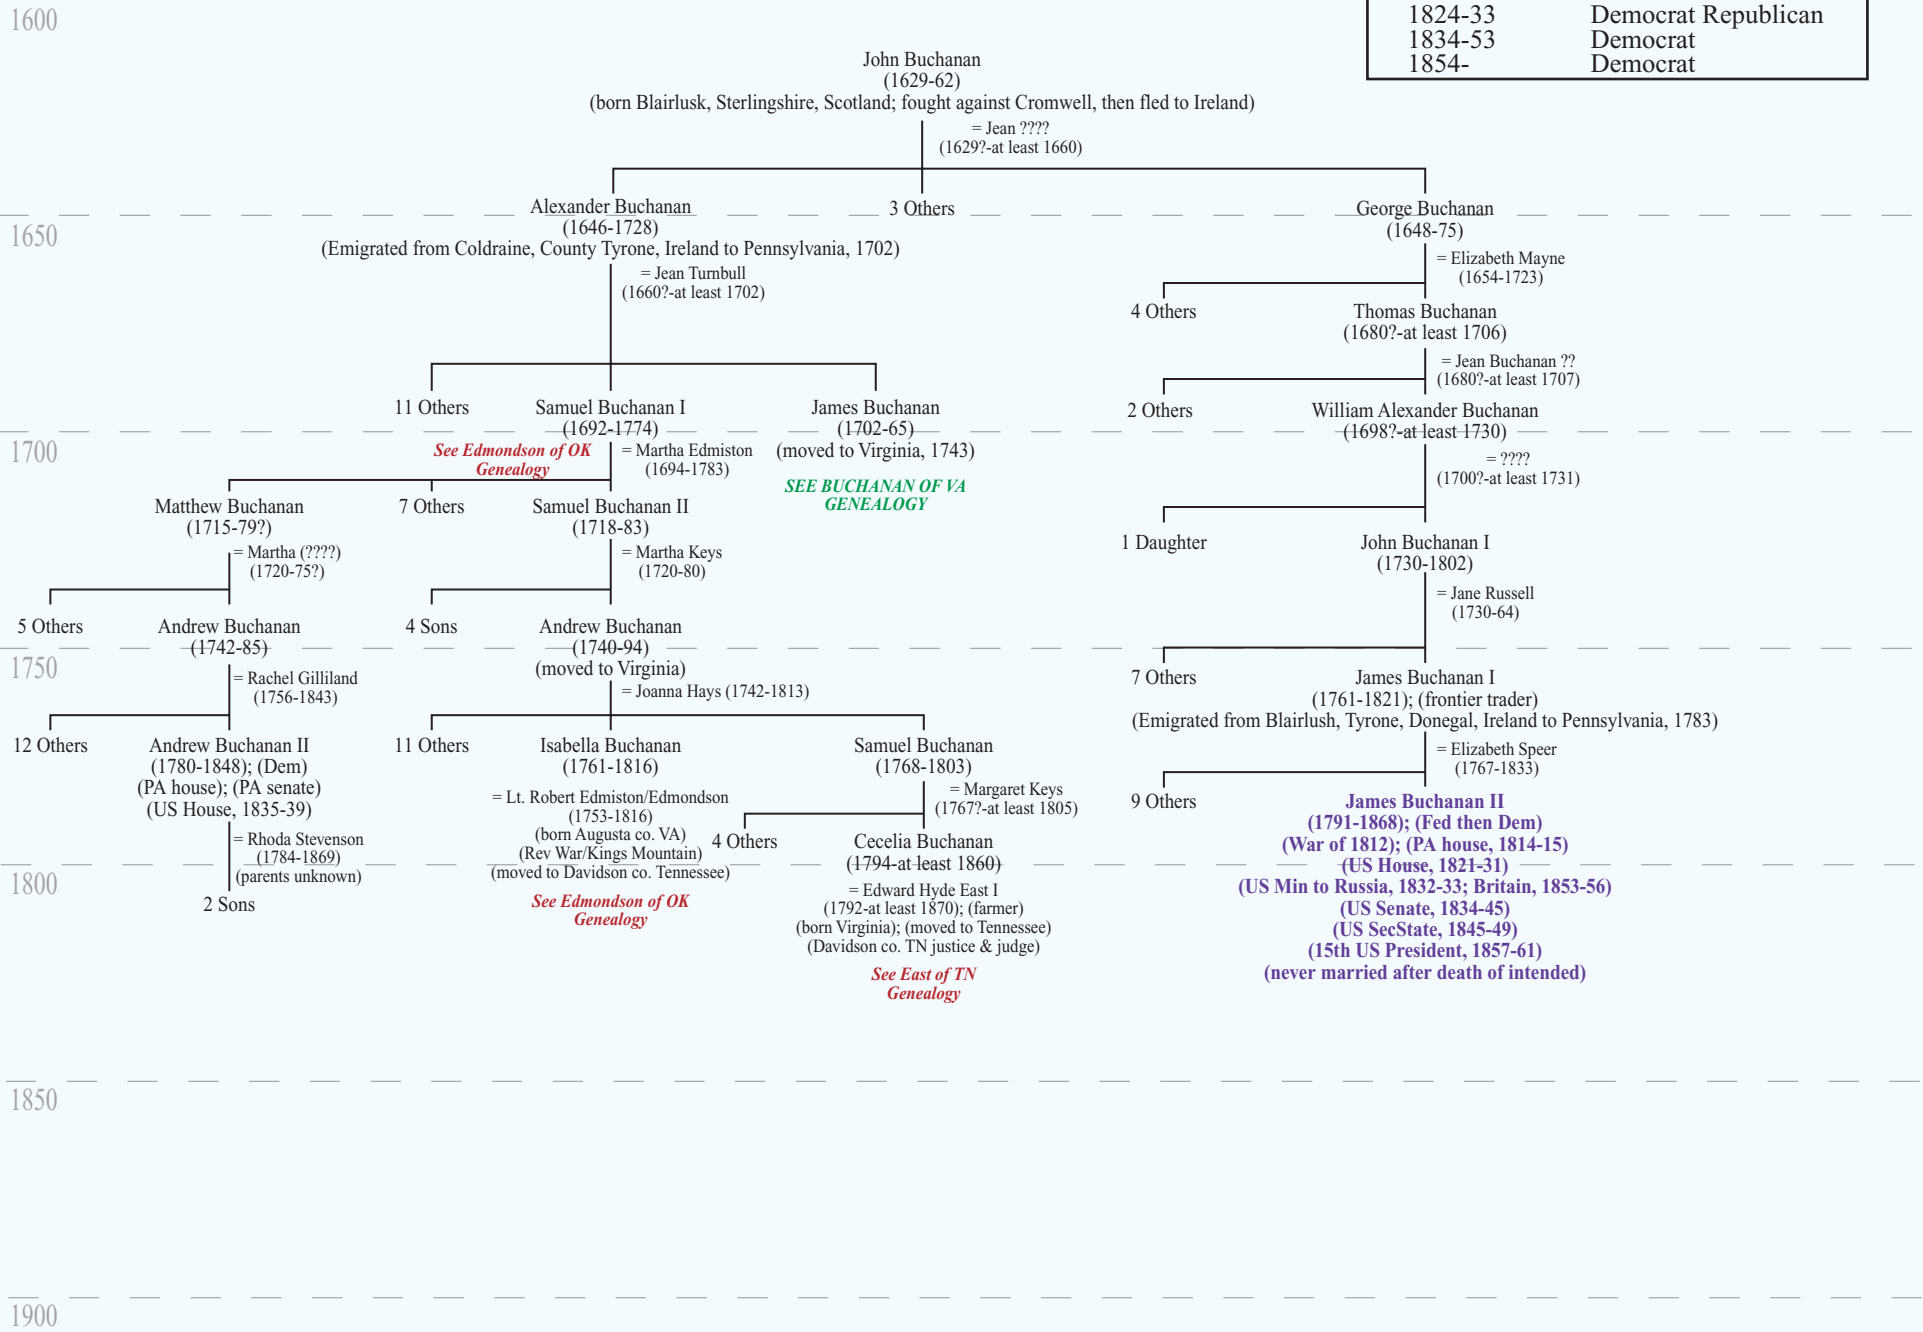 1600
1824-33 Democrat Republican
1834-53 Democrat
1854- Democrat
John Buchanan
(1629-62)
(born Blairlusk, Sterlingshire, Scotland; fought against Cromwell, then fled to Ireland)
= Jean ????
(1629?-at least 1660)
Alexander Buchanan
(1646-1728)
(Emigrated from Coldraine, County Tyrone, Ireland to Pennsylvania, 1702)
= Jean Turnbull
(1660?-at least 1702)
3 Others
George Buchanan
(1648-75)
= Elizabeth Mayne
(1654-1723)
1650
4 Others
Thomas Buchanan
(1680?-at least 1706)
= Jean Buchanan ??
(1680?-at least 1707)
11 Others
Samuel Buchanan I
(1692-1774)
See Edmondson of OK
Genealogy
= Martha Edmiston
(1694-1783)
James Buchanan
(1702-65)
(moved to Virginia, 1743)
SEE BUCHANAN OF VA
GENEALOGY
2 Others
William Alexander Buchanan
(1698?-at least 1730)
= ????
(1700?-at least 1731)
1700
Matthew Buchanan
(1715-79?)
= Martha (????)
(1720-75?)
7 Others
Samuel Buchanan II
(1718-83)
= Martha Keys
(1720-80)
1 Daughter
John Buchanan I
(1730-1802)
= Jane Russell
(1730-64)
5 Others
Andrew Buchanan
(1742-85)
= Rachel Gilliland
(1756-1843)
4 Sons
Andrew Buchanan
(1740-94)
(moved to Virginia)
= Joanna Hays (1742-1813)
1750
7 Others
James Buchanan I
(1761-1821); (frontier trader)
(Emigrated from Blairlush, Tyrone, Donegal, Ireland to Pennsylvania, 1783)
= Elizabeth Speer
(1767-1833)
12 Others
Andrew Buchanan II
(1780-1848); (Dem)
(PA house); (PA senate)
(US House, 1835-39)
= Rhoda Stevenson
(1784-1869)
(parents unknown)
2 Sons
11 Others
Isabella Buchanan
(1761-1816)
= Lt. Robert Edmiston/Edmondson
(1753-1816)
(born Augusta co. VA)
(Rev War/Kings Mountain)
(moved to Davidson co. Tennessee)
See Edmondson of OK
Genealogy
Samuel Buchanan
(1768-1803)
= Margaret Keys
(1767?-at least 1805)
4 Others
Cecelia Buchanan
(1794-at least 1860)
= Edward Hyde East I
(1792-at least 1870); (farmer)
(born Virginia); (moved to Tennessee)
(Davidson co. TN justice & judge)
See East of TN
Genealogy
9 Others
James Buchanan II
(1791-1868); (Fed then Dem)
(War of 1812); (PA house, 1814-15)
(US House, 1821-31)
(US Min to Russia, 1832-33; Britain, 1853-56)
(US Senate, 1834-45)
(US SecState, 1845-49)
(15th US President, 1857-61)
(never married after death of intended)
1800
1850
1900